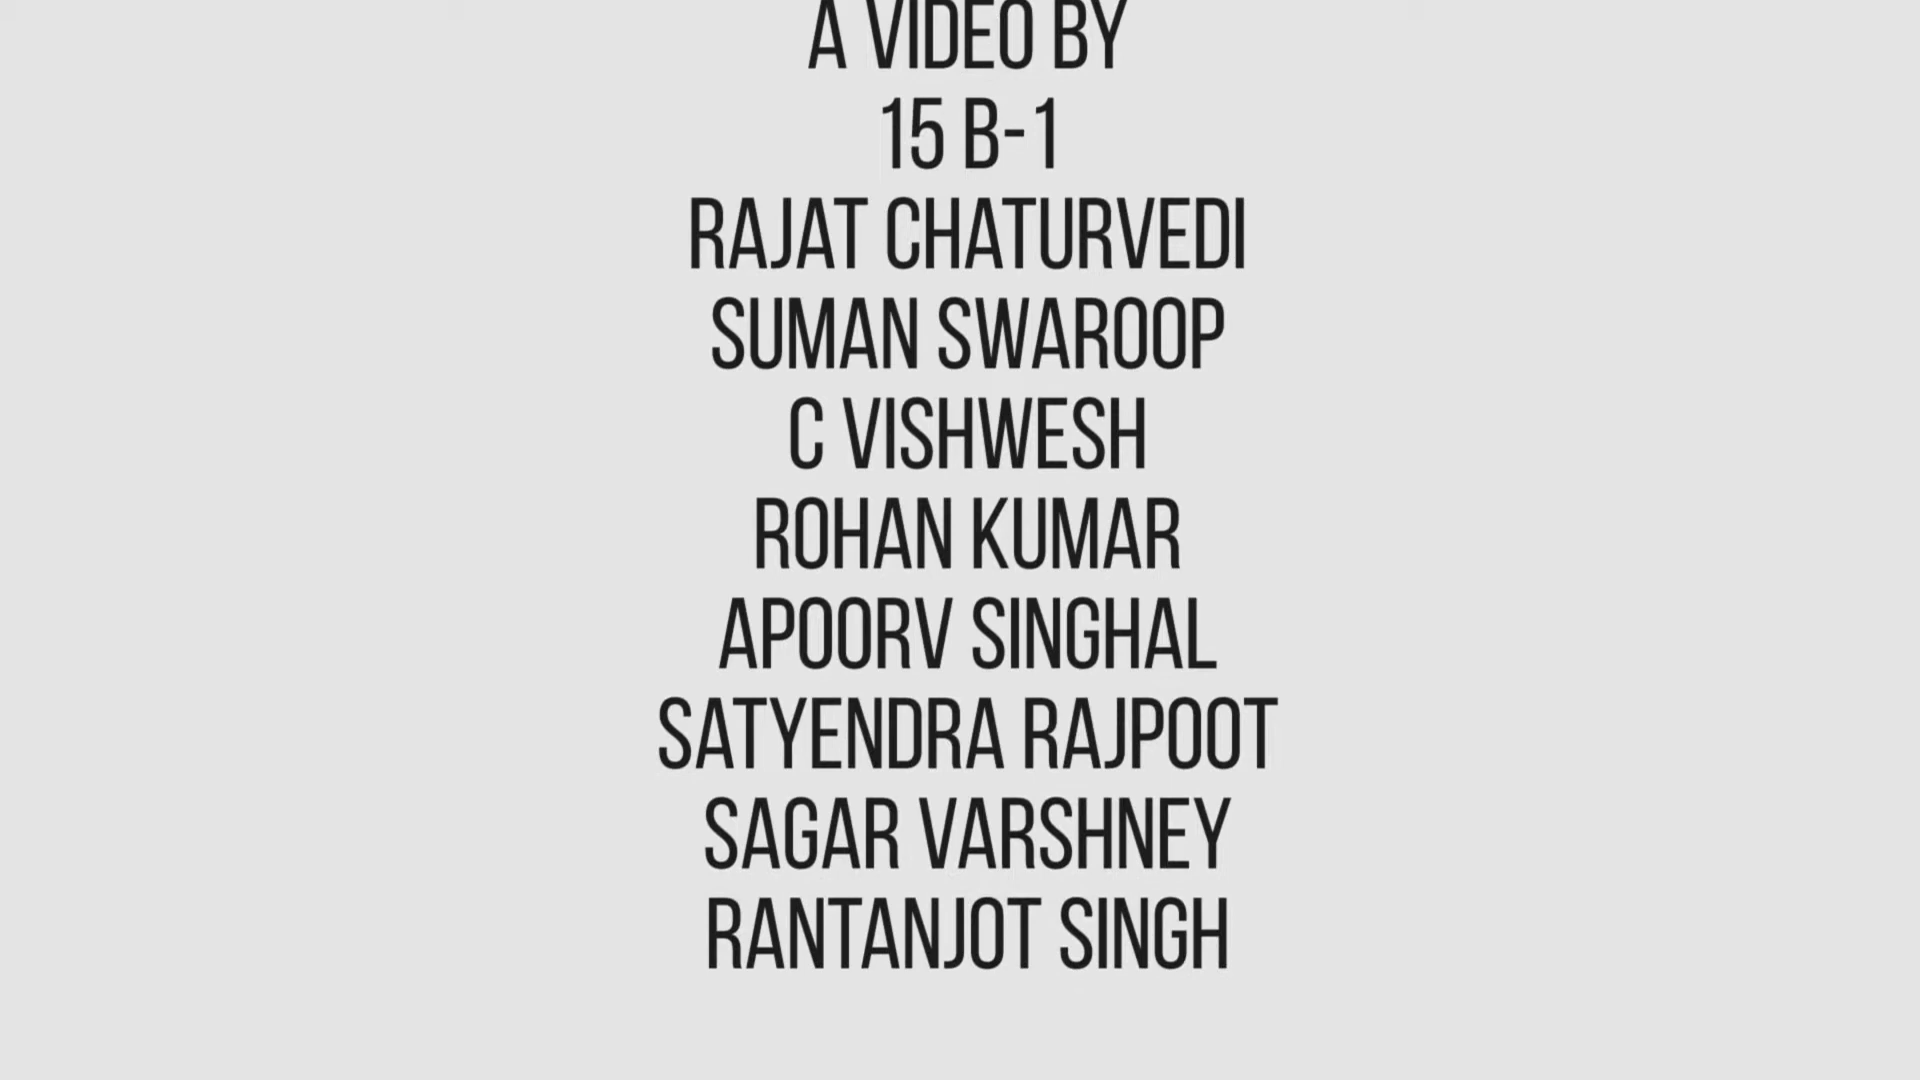 A VIDEO BY
15 B-1
RAJAT CHATURVEDI
SUMAN SWAROOP
C VISHWESH
ROHAN KUMAR
APOORV SINGHAL
SATYENDRA RAJPOOT
SAGAR VARSHNEY
RANTANJOT SINGH